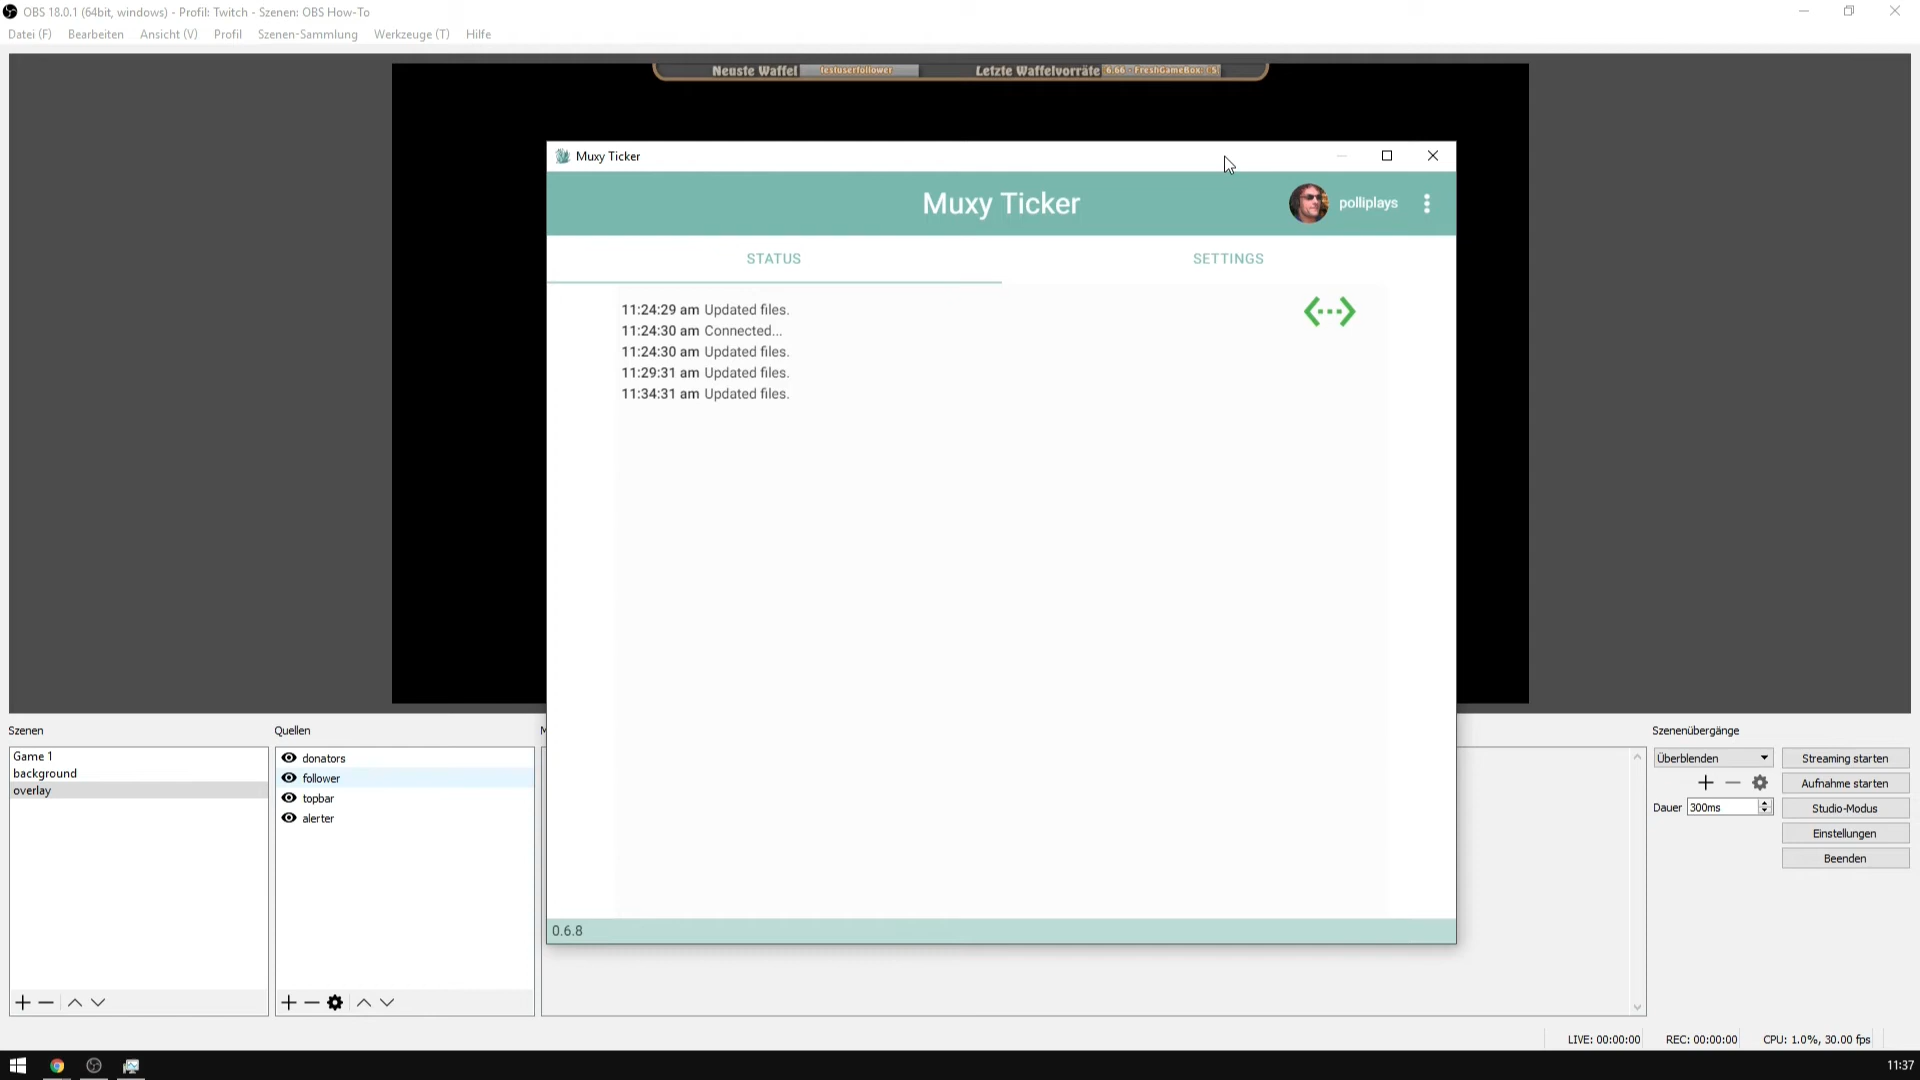 OBS 18.0.1 (64bit, windows) - Profil: Twitch - Szenen: OBS How-To
Datei (F) Bearbeiten Ansicht (V) Profil Szenen-Sammlung Werkzeuge (T) Hilfe
Neuste Waffel testuserfollower Letzte Waffelvorräte 6.66 - FreshGameBox.
Muxy Ticker
Muxy Ticker
polliplays
STATUS SETTINGS
11:24:29 am Updated files.
11:24:30 am Connected...
11:24:30 am Updated files.
11:29:31 am Updated files.
11:34:31 am Updated files.
0.6.8
Szenen
Game 1
background
overlay
Quellen
donators
follower
topbar
alerter
Szenenübergänge
Überblenden
Dauer 300ms
Streaming starten
Aufnahme starten
Studio-Modus
Einstellungen
Beenden
LIVE: 00:00:00 REC: 00:00:00 CPU: 1.0%, 30.00 fps
11:37